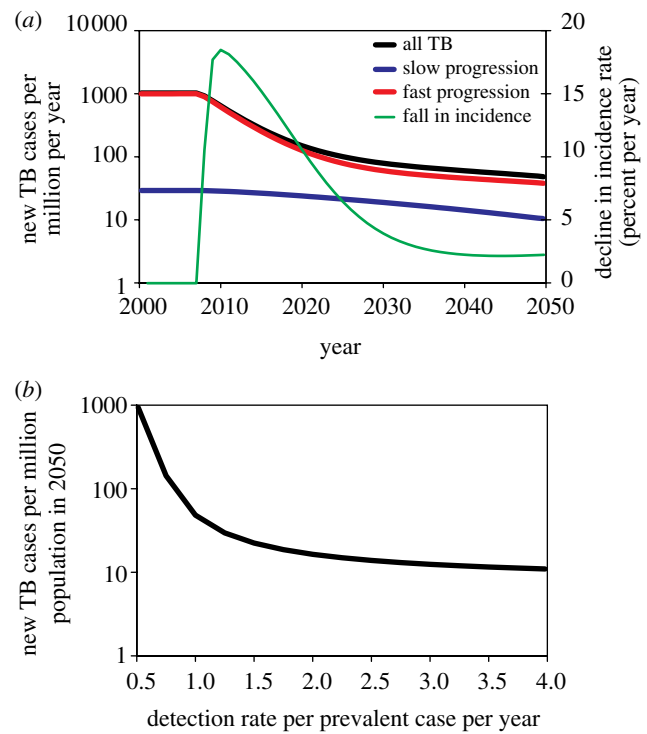 (a)
10 000
1000
100
10
1
new TB cases per
million per year
all TB
slow progression
fast progression
fall in incidence
20
15
10
5
0
decline in incidence rate
(percent per year)
2000 2010 2020 2030 2040 2050
year
(b)
1000
100
10
1
new TB cases per million
population in 2050
0.5 1.0 1.5 2.0 2.5 3.0 3.5 4.0
detection rate per prevalent case per year